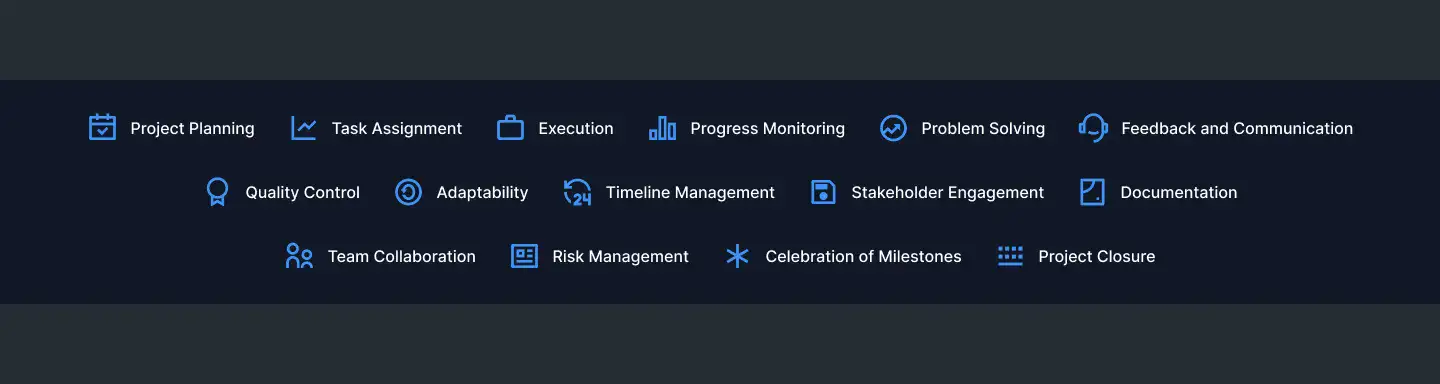 Project Planning Task Assignment Execution Progress Monitoring Problem Solving Feedback and Communication
Quality Control Adaptability 24 Timeline Management Stakeholder Engagement Documentation
Team Collaboration Risk Management Celebration of Milestones Project Closure